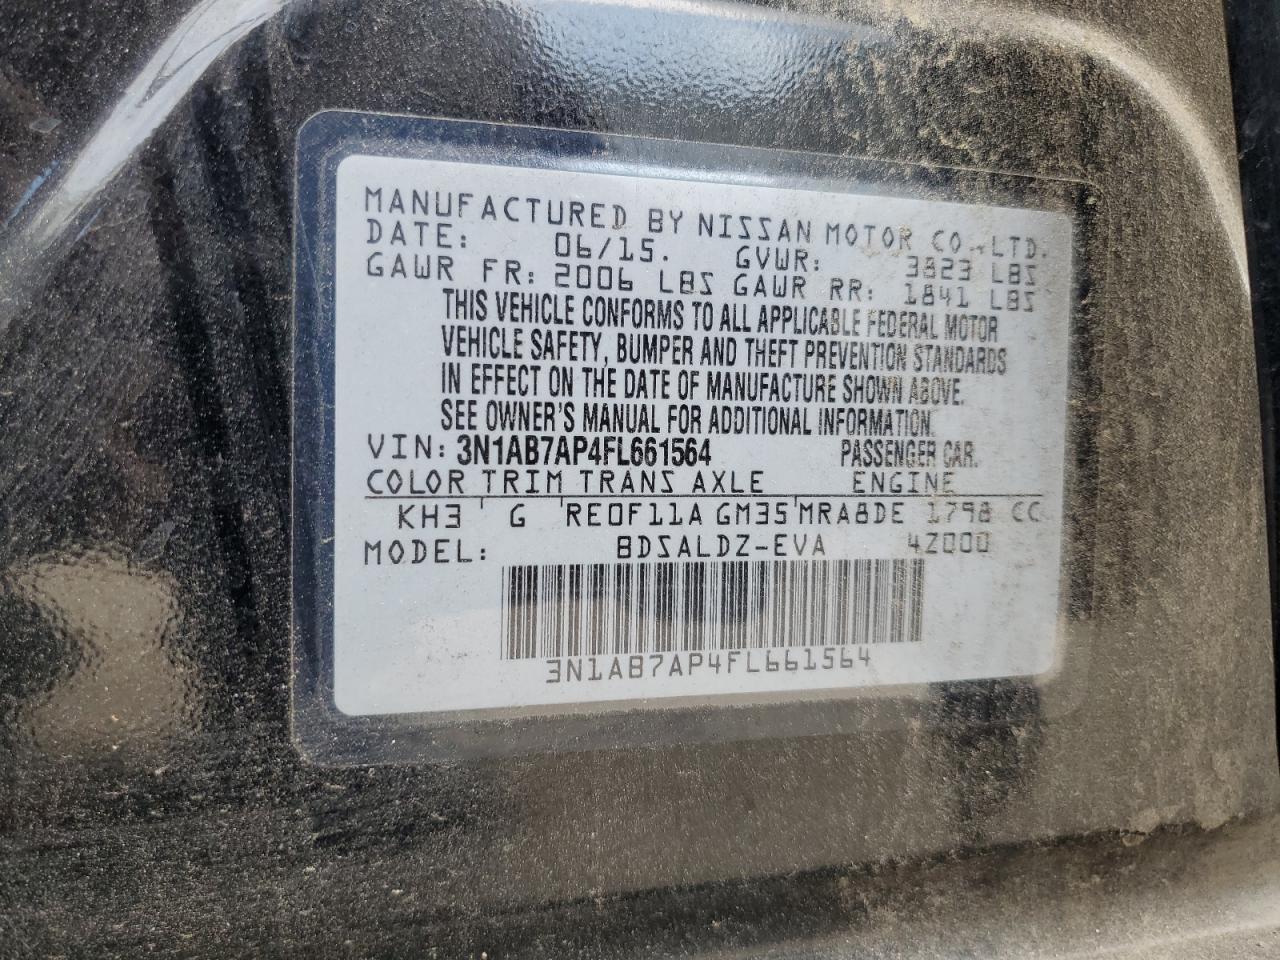 MANUFACTURED BY NISSAN MOTOR CO.,LTD.
DATE: 06/15. GVWR: 3823 LBS
GAWR FR: 2006 LBS GAWR RR: 1841 LBS
THIS VEHICLE CONFORMS TO ALL APPLICABLE FEDERAL MOTOR
VEHICLE SAFETY, BUMPER AND THEFT PREVENTION STANDARDS
IN EFFECT ON THE DATE OF MANUFACTURE SHOWN ABOVE.
SEE OWNER'S MANUAL FOR ADDITIONAL INFORMATION.
VIN: 3N1AB7AP4FL661564 PASSENGER CAR.
COLOR TRIM TRANS AXLE ENGINE
KH3 G RE0F11A GM35 MRA8DE 1798 CC
MODEL: BDSALDZ-EVA 4Z000
3N1AB7AP4FL661564